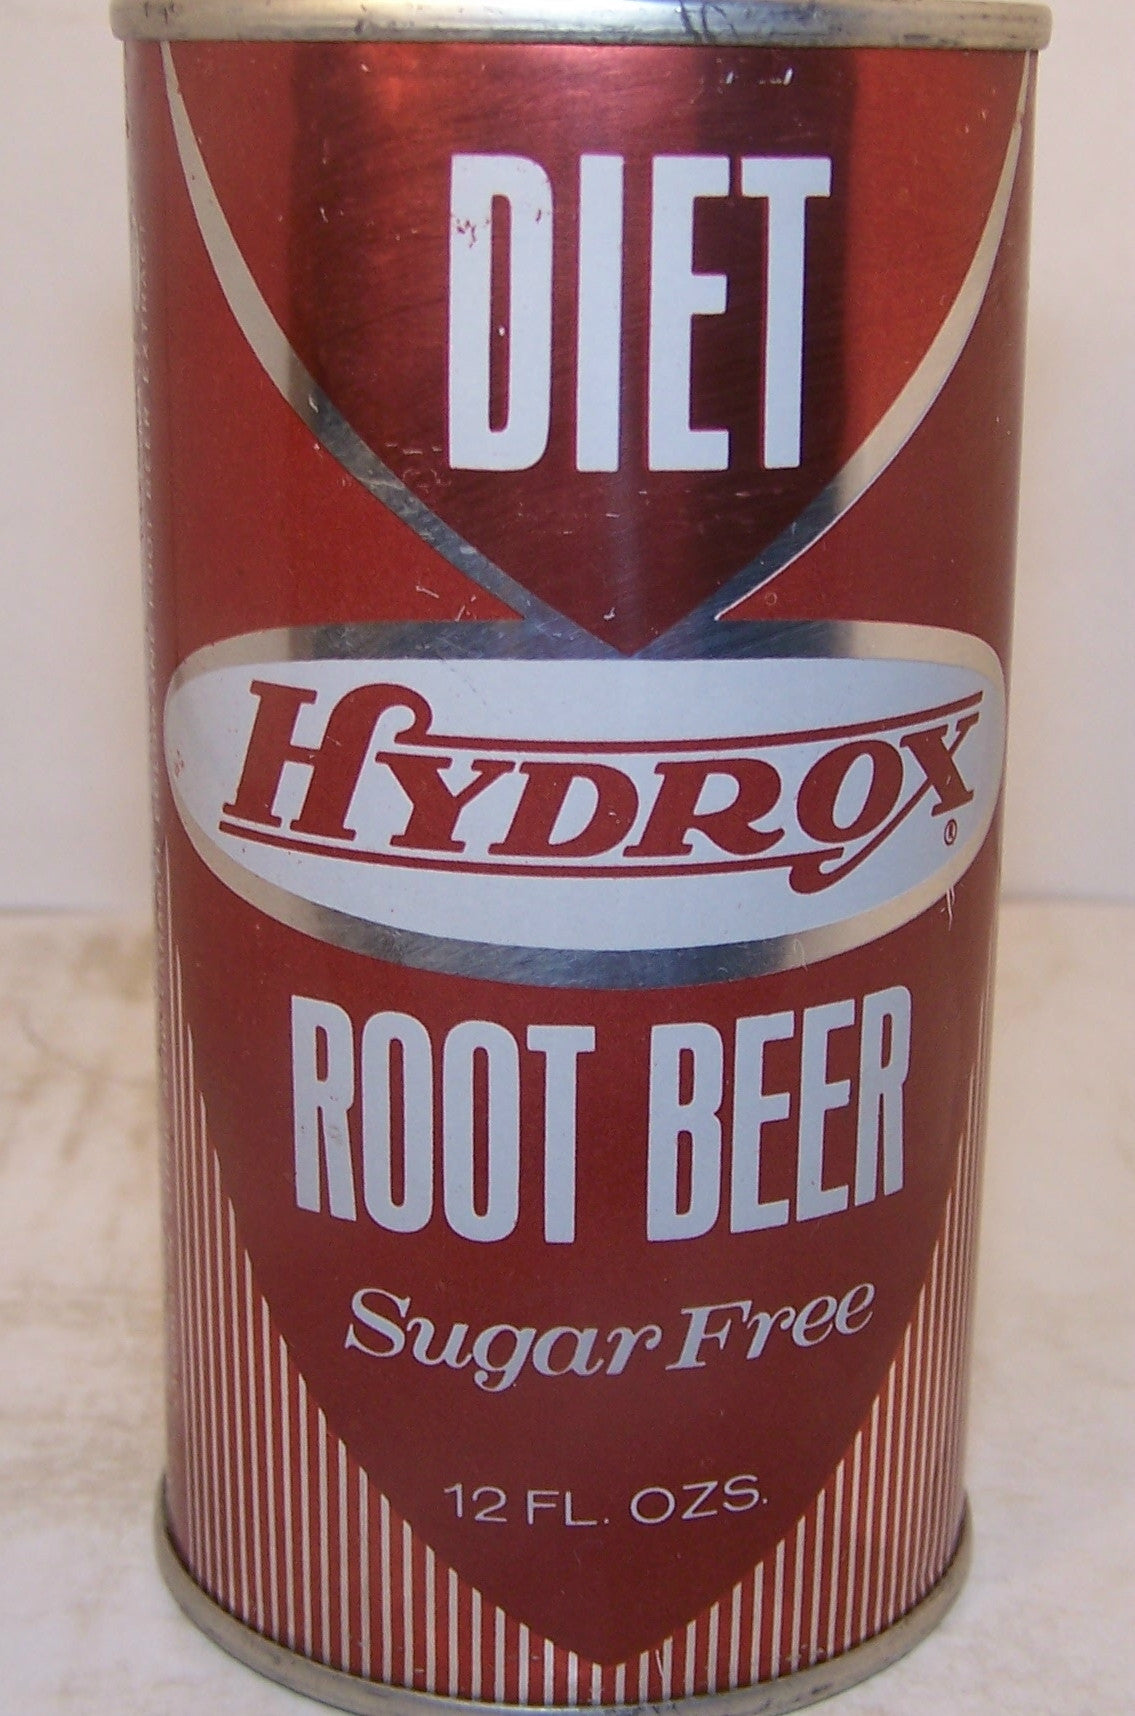 DIET
HYDROX
ROOT BEER
Sugar Free
12 FL. OZS.